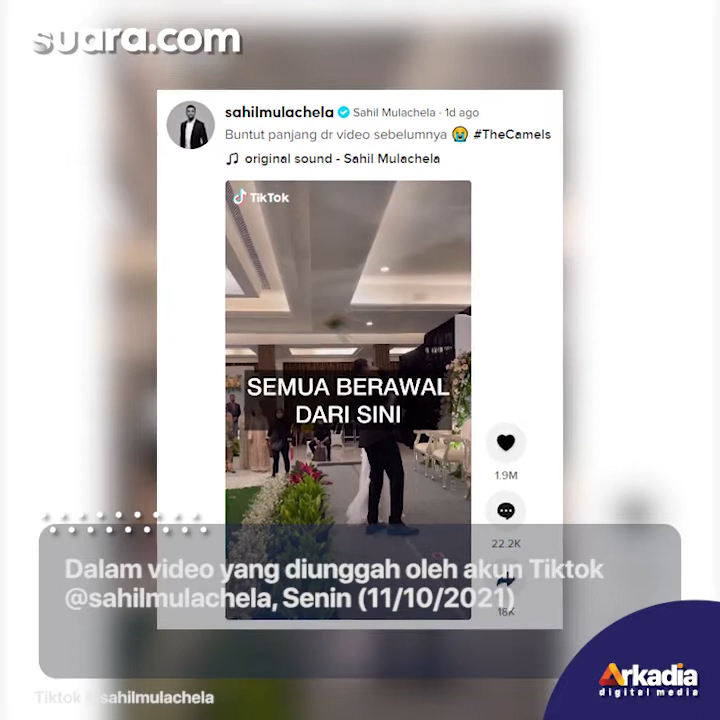 suara.com
sahilmulachela Sahil Mulachela · 1d ago
Buntut panjang dr video sebelumnya 😭 #TheCamels
original sound - Sahil Mulachela
TikTok
SEMUA BERAWAL
DARI SINI
1.9M
22.2K
18K
Dalam video yang diunggah oleh akun Tiktok
@sahilmulachela, Senin (11/10/2021)
Tiktok @sahilmulachela
Arkadia
digital media